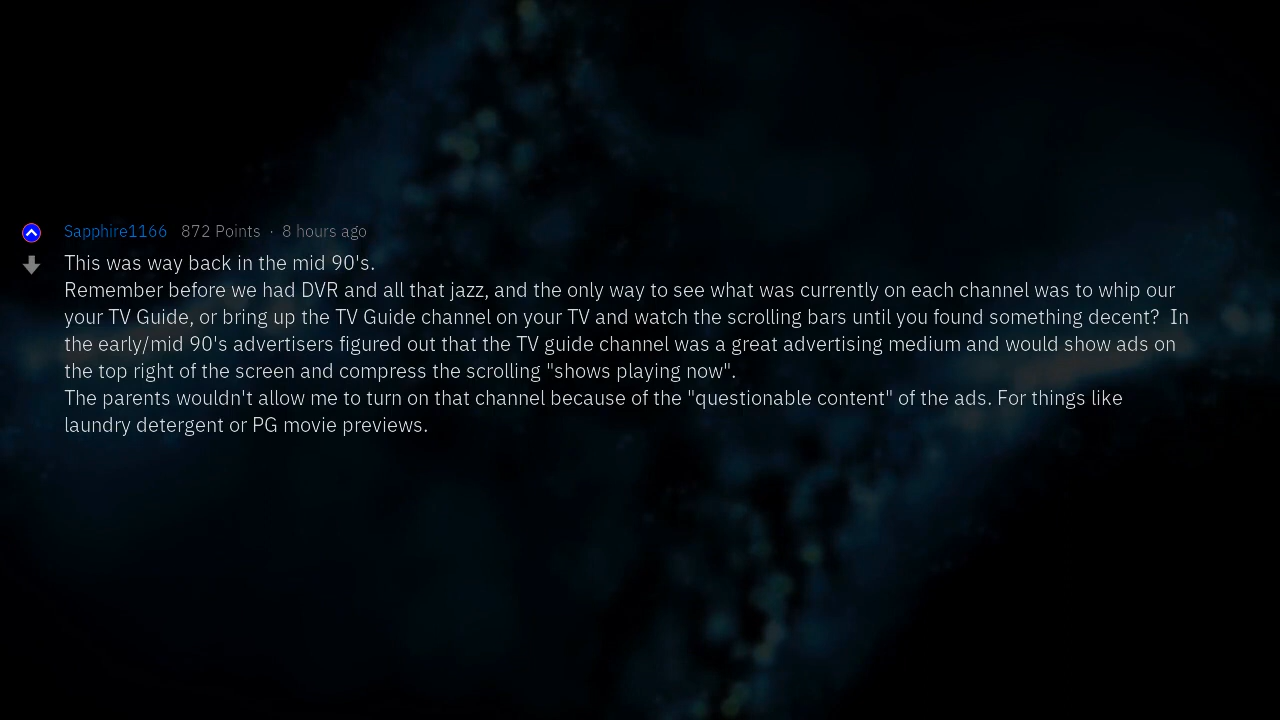 Sapphire1166 872 Points · 8 hours ago
This was way back in the mid 90's.
Remember before we had DVR and all that jazz, and the only way to see what was currently on each channel was to whip our
your TV Guide, or bring up the TV Guide channel on your TV and watch the scrolling bars until you found something decent?  In
the early/mid 90's advertisers figured out that the TV guide channel was a great advertising medium and would show ads on
the top right of the screen and compress the scrolling "shows playing now".
The parents wouldn't allow me to turn on that channel because of the "questionable content" of the ads. For things like
laundry detergent or PG movie previews.